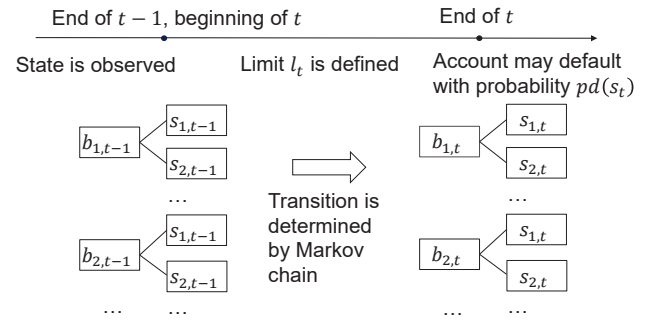 End of t − 1, beginning of t
End of t
State is observed
Limit l_t is defined
Account may default
with probability pd(s_t)
b_{1,t−1}
s_{1,t−1}
s_{2,t−1}
…
b_{2,t−1}
s_{1,t−1}
s_{2,t−1}
…
…
Transition is
determined
by Markov
chain
b_{1,t}
s_{1,t}
s_{2,t}
…
b_{2,t}
s_{1,t}
s_{2,t}
…
…